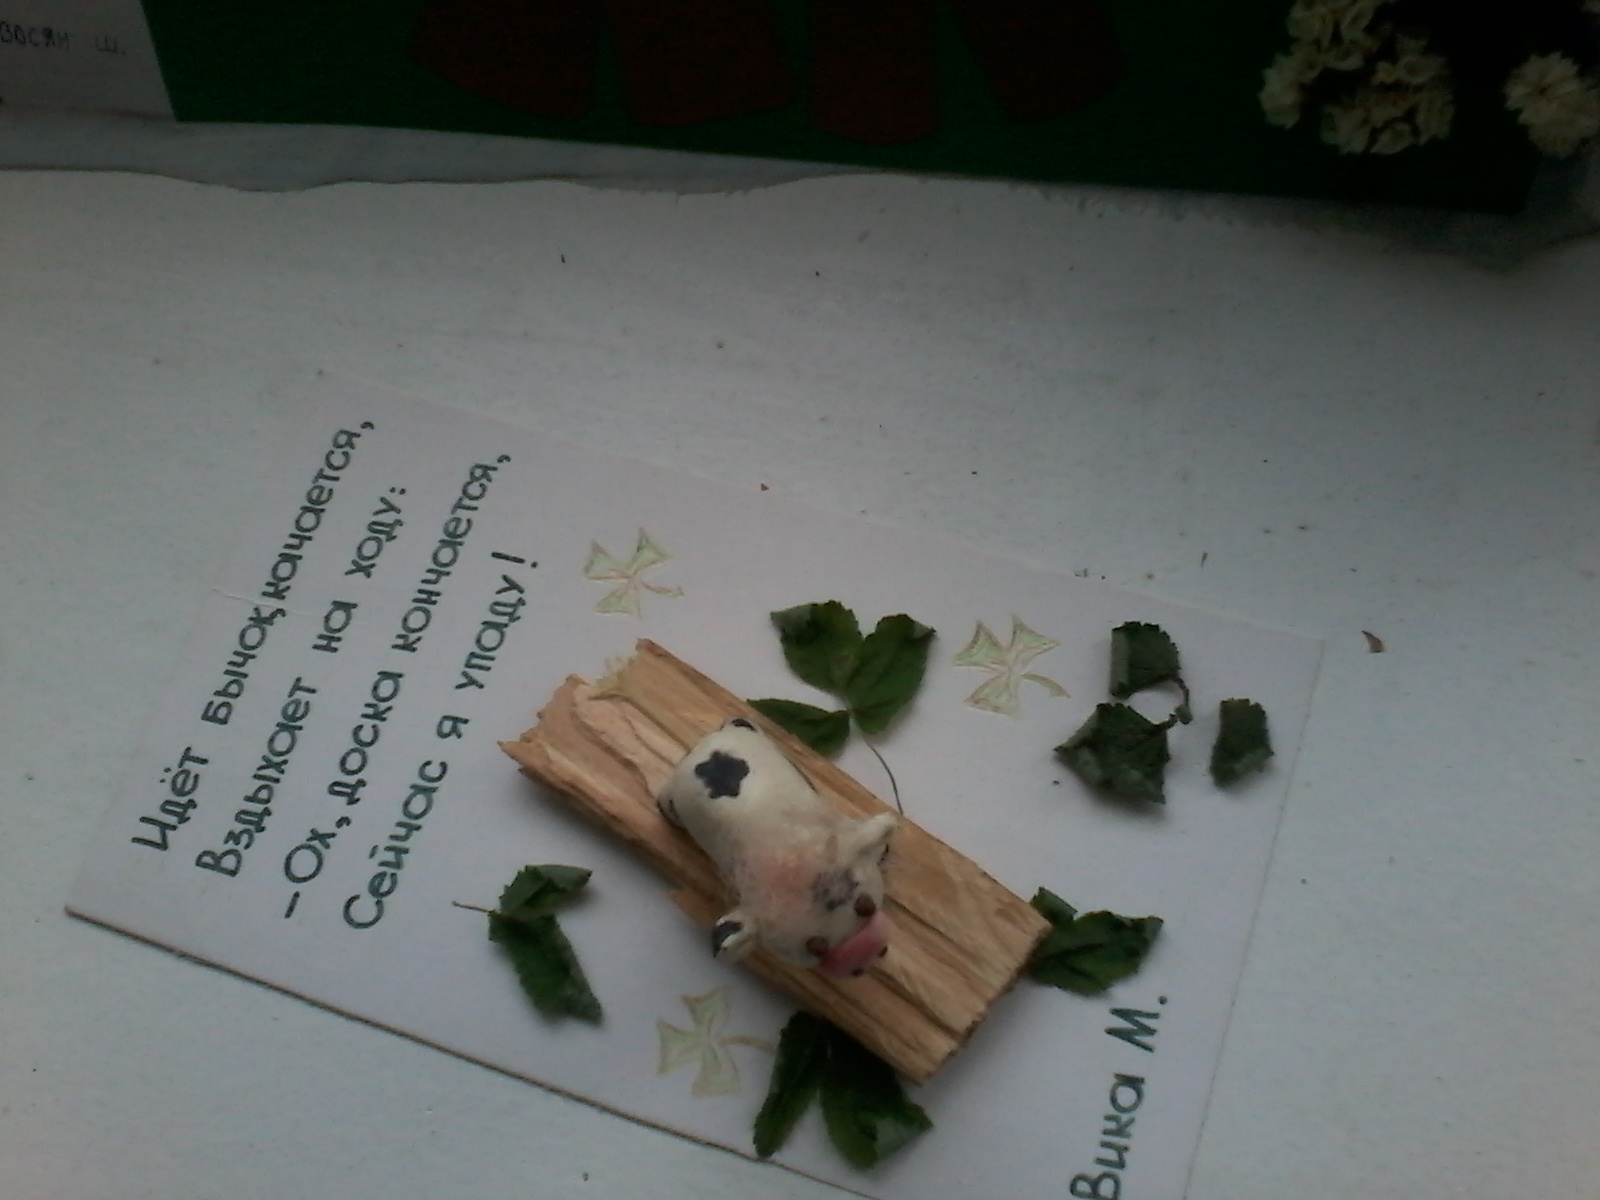 Идёт бычок, качается,
Вздыхает на ходу:
-Ох, доска кончается,
Сейчас я упаду!
Вика М.